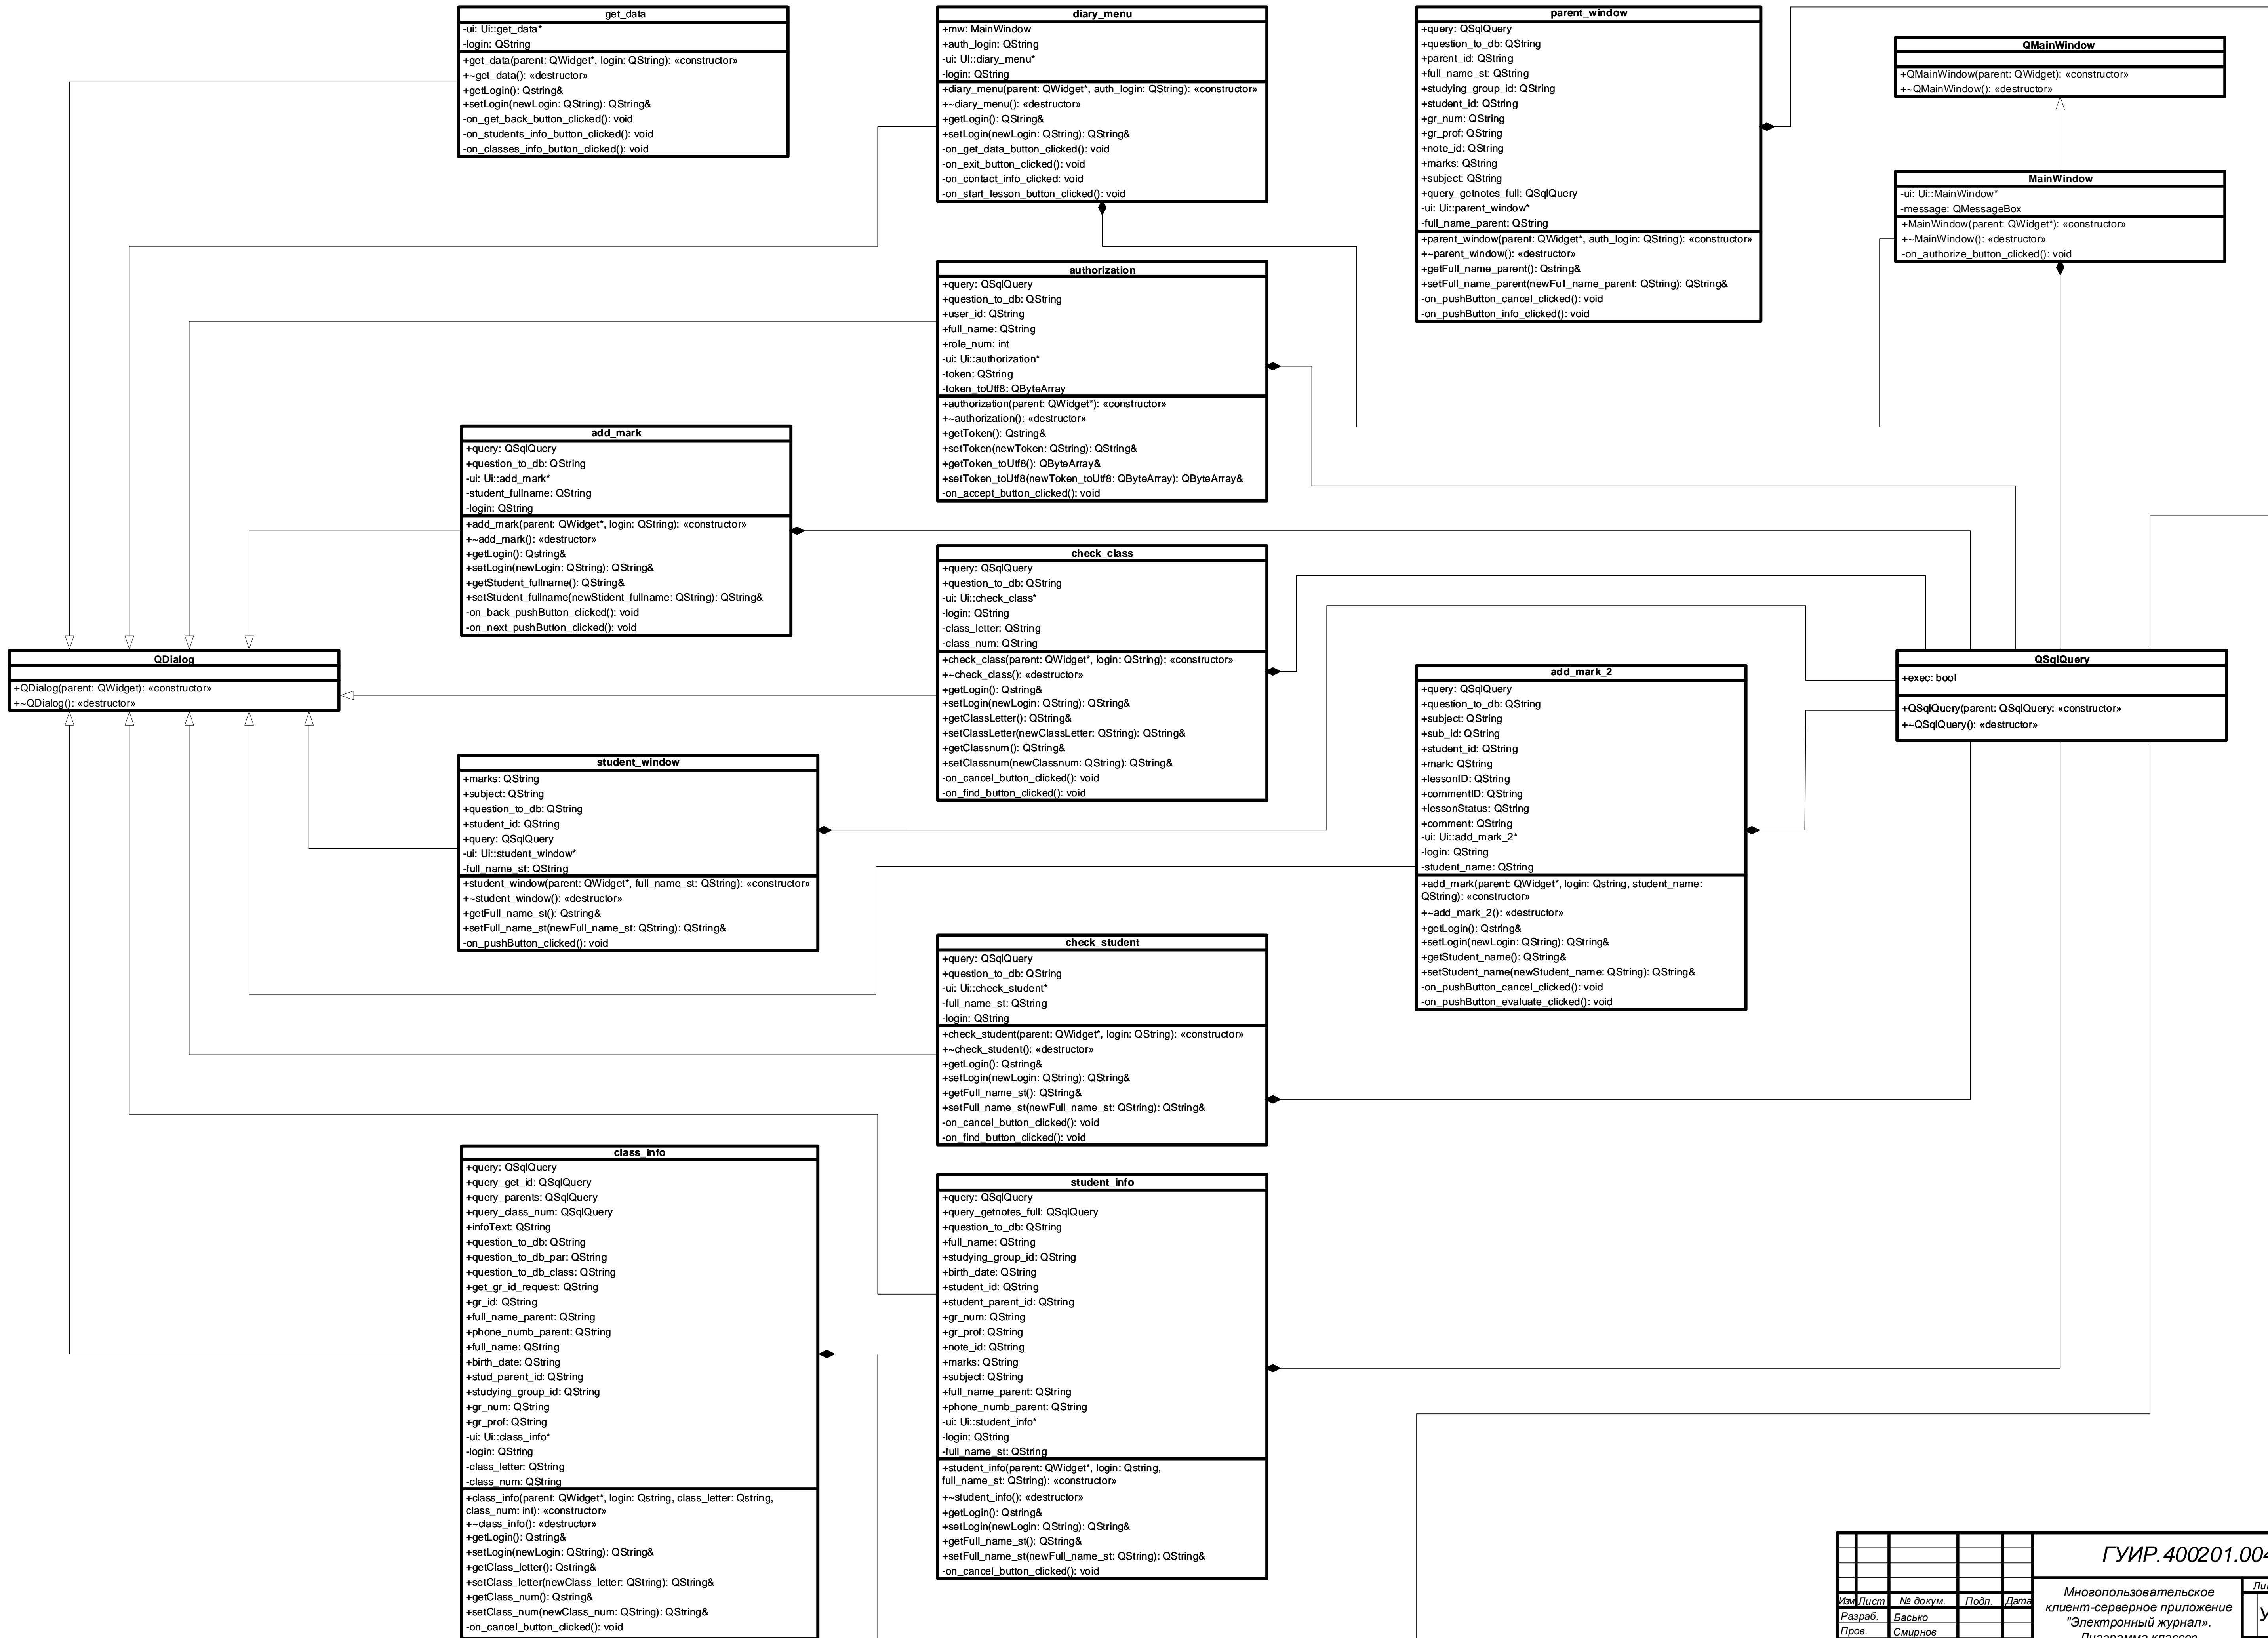 get_data
-ui: Ui::get_data*
-login: QString
+get_data(parent: QWidget*, login: QString): «constructor»
+~get_data(): «destructor»
+getLogin(): Qstring&
+setLogin(newLogin: QString): QString&
-on_get_back_button_clicked(): void
-on_students_info_button_clicked(): void
-on_classes_info_button_clicked(): void
diary_menu
+mw: MainWindow
+auth_login: QString
-ui: UI::diary_menu*
-login: QString
+diary_menu(parent: QWidget*, auth_login: QString): «constructor»
+~diary_menu(): «destructor»
+getLogin(): QString&
+setLogin(newLogin: QString): QString&
-on_get_data_button_clicked(): void
-on_exit_button_clicked(): void
-on_contact_info_clicked: void
-on_start_lesson_button_clicked(): void
parent_window
+query: QSqlQuery
+question_to_db: QString
+parent_id: QString
+full_name_st: QString
+studying_group_id: QString
+student_id: QString
+gr_num: QString
+gr_prof: QString
+note_id: QString
+marks: QString
+subject: QString
+query_getnotes_full: QSqlQuery
-ui: Ui::parent_window*
-full_name_parent: QString
+parent_window(parent: QWidget*, auth_login: QString): «constructor»
+~parent_window(): «destructor»
+getFull_name_parent(): Qstring&
+setFull_name_parent(newFull_name_parent: QString): QString&
-on_pushButton_cancel_clicked(): void
-on_pushButton_info_clicked(): void
QMainWindow
+QMainWindow(parent: QWidget): «constructor»
+~QMainWindow(): «destructor»
MainWindow
-ui: Ui::MainWindow*
-message: QMessageBox
+MainWindow(parent: QWidget*): «constructor»
+~MainWindow(): «destructor»
-on_authorize_button_clicked(): void
authorization
+query: QSqlQuery
+question_to_db: QString
+user_id: QString
+full_name: QString
+role_num: int
-ui: Ui::authorization*
-token: QString
-token_toUtf8: QByteArray
+authorization(parent: QWidget*): «constructor»
+~authorization(): «destructor»
+getToken(): Qstring&
+setToken(newToken: QString): QString&
+getToken_toUtf8(): QByteArray&
+setToken_toUtf8(newToken_toUtf8: QByteArray): QByteArray&
-on_accept_button_clicked(): void
add_mark
+query: QSqlQuery
+question_to_db: QString
-ui: Ui::add_mark*
-student_fullname: QString
-login: QString
+add_mark(parent: QWidget*, login: QString): «constructor»
+~add_mark(): «destructor»
+getLogin(): Qstring&
+setLogin(newLogin: QString): QString&
+getStudent_fullname(): QString&
+setStudent_fullname(newStident_fullname: QString): QString&
-on_back_pushButton_clicked(): void
-on_next_pushButton_clicked(): void
check_class
+query: QSqlQuery
+question_to_db: QString
-ui: Ui::check_class*
-login: QString
-class_letter: QString
-class_num: QString
+check_class(parent: QWidget*, login: QString): «constructor»
+~check_class(): «destructor»
+getLogin(): Qstring&
+setLogin(newLogin: QString): QString&
+getClassLetter(): QString&
+setClassLetter(newClassLetter: QString): QString&
+getClassnum(): QString&
+setClassnum(newClassnum: QString): QString&
-on_cancel_button_clicked(): void
-on_find_button_clicked(): void
QDialog
+QDialog(parent: QWidget): «constructor»
+~QDialog(): «destructor»
QSqlQuery
+exec: bool
+QSqlQuery(parent: QSqlQuery: «constructor»
+~QSqlQuery(): «destructor»
add_mark_2
+query: QSqlQuery
+question_to_db: QString
+subject: QString
+sub_id: QString
+student_id: QString
+mark: QString
+lessonID: QString
+commentID: QString
+lessonStatus: QString
+comment: QString
-ui: Ui::add_mark_2*
-login: QString
-student_name: QString
+add_mark(parent: QWidget*, login: Qstring, student_name:
QString): «constructor»
+~add_mark_2(): «destructor»
+getLogin(): Qstring&
+setLogin(newLogin: QString): QString&
+getStudent_name(): QString&
+setStudent_name(newStudent_name: QString): QString&
-on_pushButton_cancel_clicked(): void
-on_pushButton_evaluate_clicked(): void
student_window
+marks: QString
+subject: QString
+question_to_db: QString
+student_id: QString
+query: QSqlQuery
-ui: Ui::student_window*
-full_name_st: QString
+student_window(parent: QWidget*, full_name_st: QString): «constructor»
+~student_window(): «destructor»
+getFull_name_st(): Qstring&
+setFull_name_st(newFull_name_st: QString): QString&
-on_pushButton_clicked(): void
check_student
+query: QSqlQuery
+question_to_db: QString
-ui: Ui::check_student*
-full_name_st: QString
-login: QString
+check_student(parent: QWidget*, login: QString): «constructor»
+~check_student(): «destructor»
+getLogin(): Qstring&
+setLogin(newLogin: QString): QString&
+getFull_name_st(): QString&
+setFull_name_st(newFull_name_st: QString): QString&
-on_cancel_button_clicked(): void
-on_find_button_clicked(): void
class_info
+query: QSqlQuery
+query_get_id: QSqlQuery
+query_parents: QSqlQuery
+query_class_num: QSqlQuery
+infoText: QString
+question_to_db: QString
+question_to_db_par: QString
+question_to_db_class: QString
+get_gr_id_request: QString
+gr_id: QString
+full_name_parent: QString
+phone_numb_parent: QString
+full_name: QString
+birth_date: QString
+stud_parent_id: QString
+studying_group_id: QString
+gr_num: QString
+gr_prof: QString
-ui: Ui::class_info*
-login: QString
-class_letter: QString
-class_num: QString
+class_info(parent: QWidget*, login: Qstring, class_letter: Qstring,
class_num: int): «constructor»
+~class_info(): «destructor»
+getLogin(): Qstring&
+setLogin(newLogin: QString): QString&
+getClass_letter(): Qstring&
+setClass_letter(newClass_letter: QString): QString&
+getClass_num(): Qstring&
+setClass_num(newClass_num: QString): QString&
-on_cancel_button_clicked(): void
student_info
+query: QSqlQuery
+query_getnotes_full: QSqlQuery
+question_to_db: QString
+full_name: QString
+studying_group_id: QString
+birth_date: QString
+student_id: QString
+student_parent_id: QString
+gr_num: QString
+gr_prof: QString
+note_id: QString
+marks: QString
+subject: QString
+full_name_parent: QString
+phone_numb_parent: QString
-ui: Ui::student_info*
-login: QString
-full_name_st: QString
+student_info(parent: QWidget*, login: Qstring,
full_name_st: QString): «constructor»
+~student_info(): «destructor»
+getLogin(): Qstring&
+setLogin(newLogin: QString): QString&
+getFull_name_st(): QString&
+setFull_name_st(newFull_name_st: QString): QString&
-on_cancel_button_clicked(): void
ГУИР.400201.004
Изм Лист № докум. Подп. Дата
Разраб. Басько
Пров. Смирнов
Многопользовательское
клиент-серверное приложение
"Электронный журнал».
Диаграмма классов